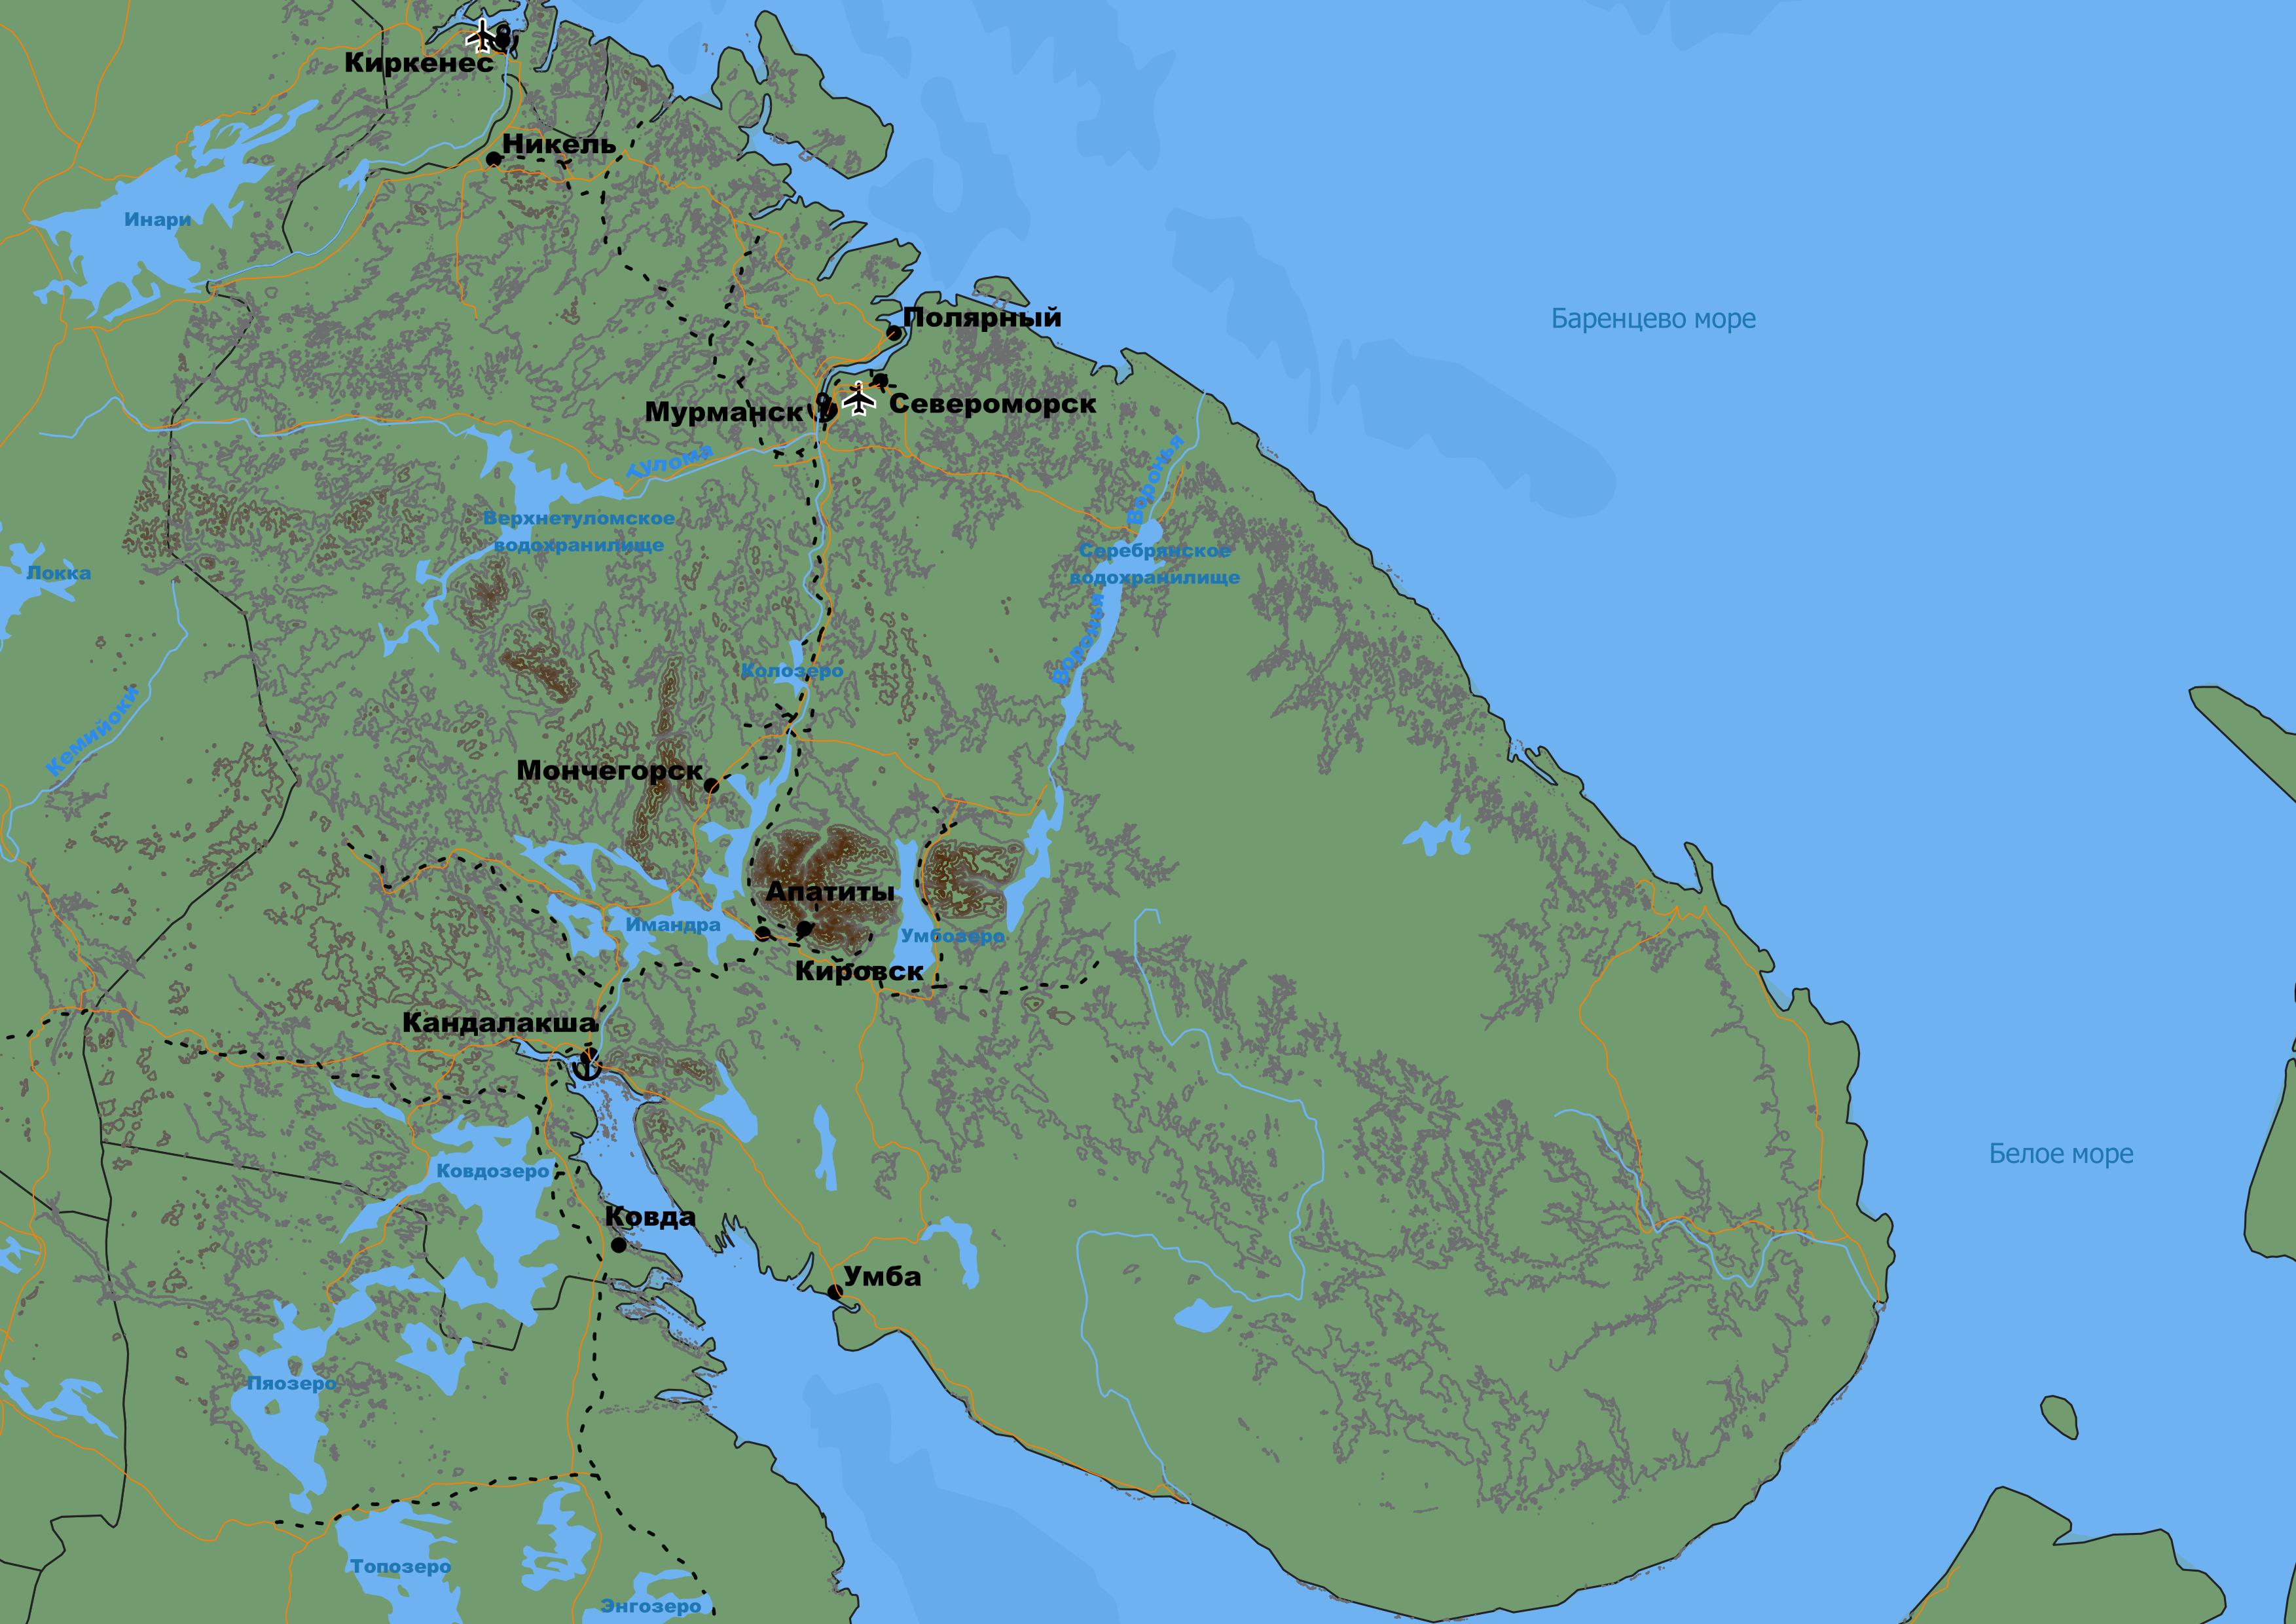 Киркенес
Никель
Инари
Полярный
Баренцево море
Североморск
Мурманск
Тулома
Воронья
Верхнетуломское
водохранилище
Серебрянское
водохранилище
Локка
Воронья
Колозеро
Кемийоки
Мончегорск
Апатиты
Имандра
Умбозеро
Кировск
Кандалакша
Белое море
Ковдозеро
Ковда
Умба
Пяозеро
Топозеро
Энгозеро